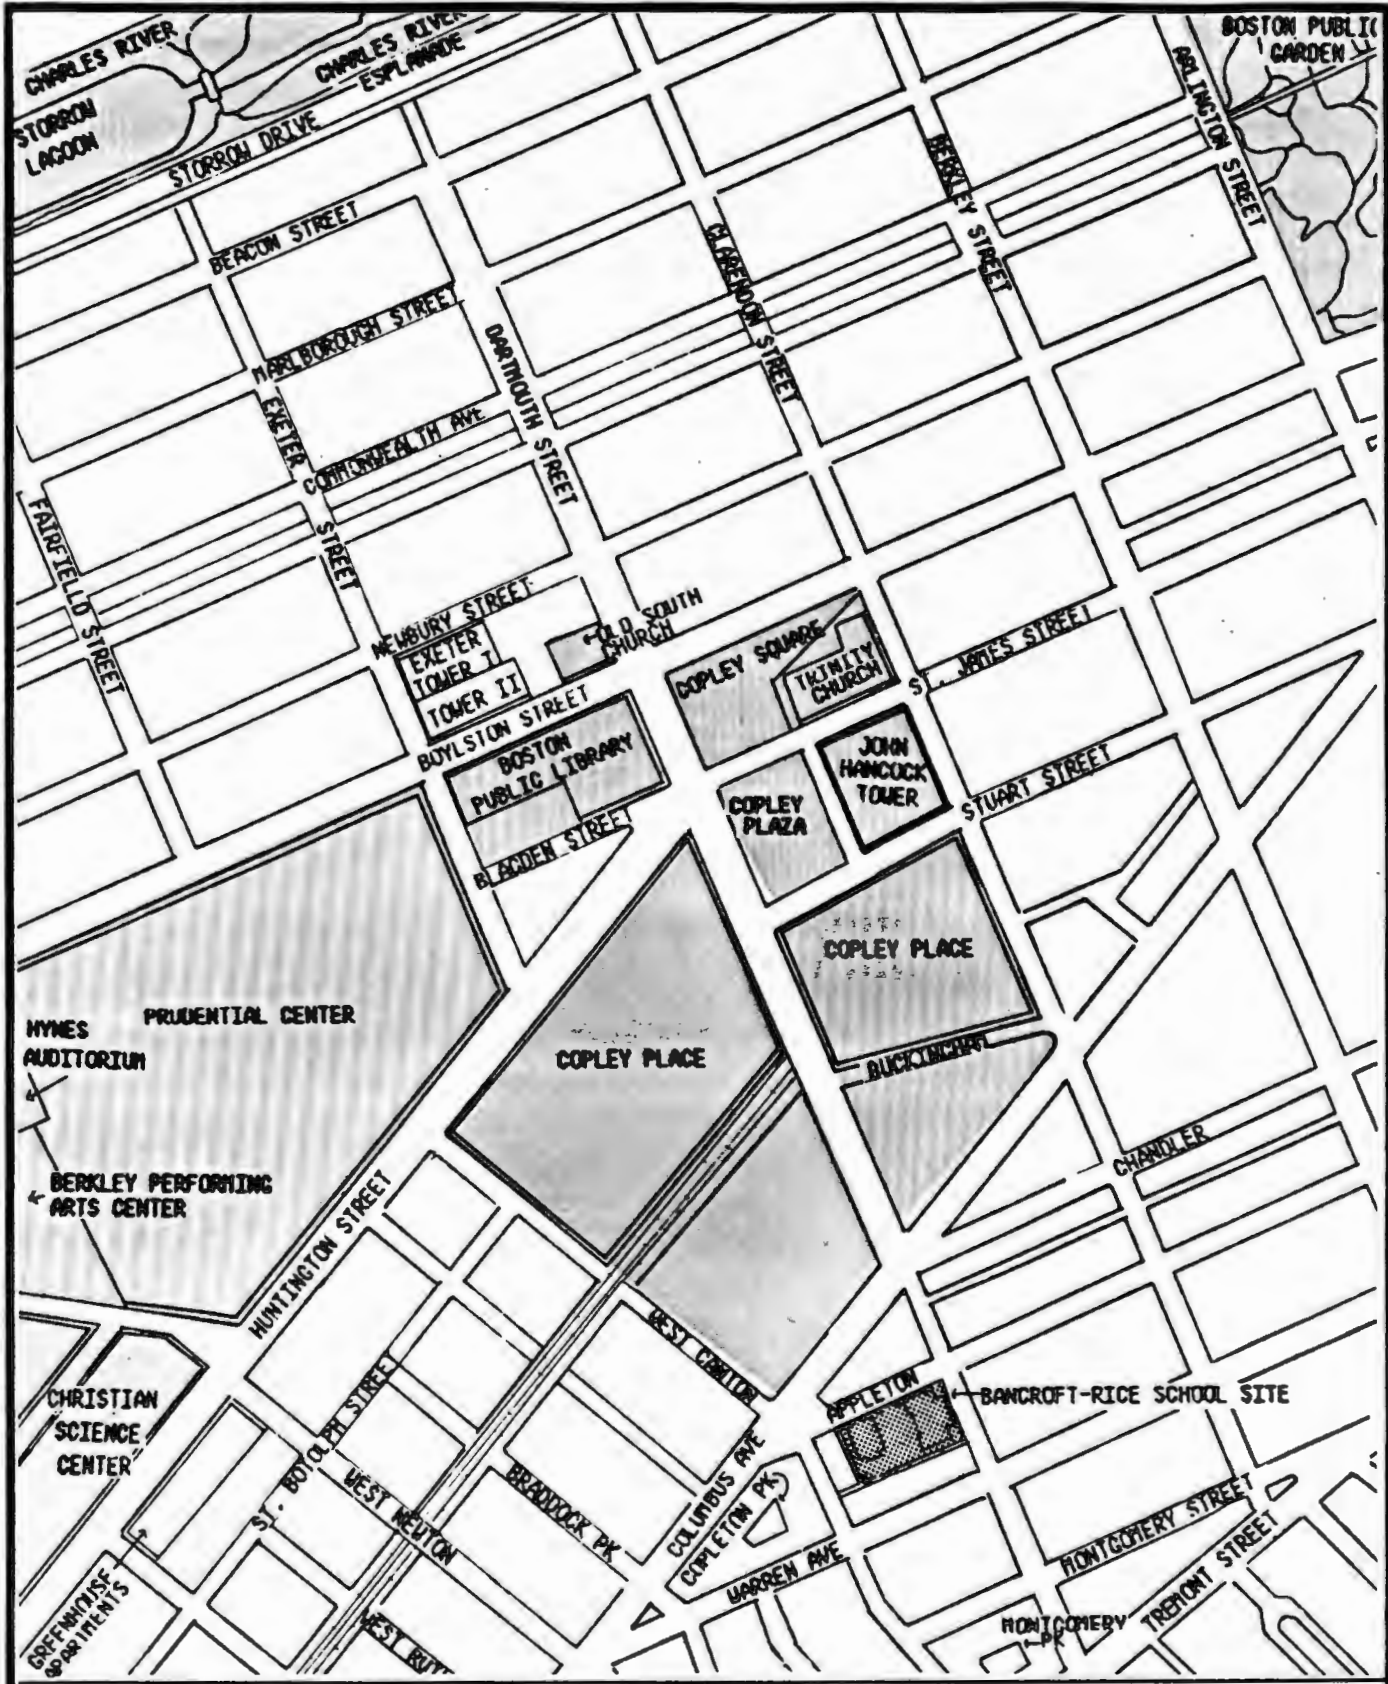 CHARLES RIVER
CHARLES RIVER
ESPLANADE
STORROW
LAGOON
STORROW DRIVE
BOSTON PUBLIC
GARDEN
ARLINGTON STREET
BERKLEY STREET
BEACOM STREET
CLARENDON STREET
MARLBOROUGH STREET
DARTMOUTH STREET
EXETER STREET
COMMONWEALTH AVE
FAIRFIELD STREET
NEWBURY STREET
EXETER
TOWER I
TOWER II
←OLD SOUTH
CHURCH
COPLEY SQUARE
TRINITY
CHURCH
ST. JAMES STREET
BOYLSTON STREET
BOSTON
PUBLIC LIBRARY
JOHN
HANCOCK
TOWER
STUART STREET
COPLEY
PLAZA
BLAGDEN STREET
COPLEY PLACE
PRUDENTIAL CENTER
HYNES
AUDITORIUM
COPLEY PLACE
BUCKINGHAM
CHANDLER
BERKLEY PERFORMING
ARTS CENTER
HUNTINGTON STREET
WEST CANTON
APPLETON
←BANCROFT-RICE SCHOOL SITE
CHRISTIAN
SCIENCE
CENTER
ST. BOTOLPH STREET
WEST NEWTON
BRADDOCK PK
COLUMBUS AVE
COPLETON PK
WARREN AVE
MONTGOMERY STREET
TREMONT STREET
MONTGOMERY
←PK
GREENHOUSE
APARTMENTS
WEST